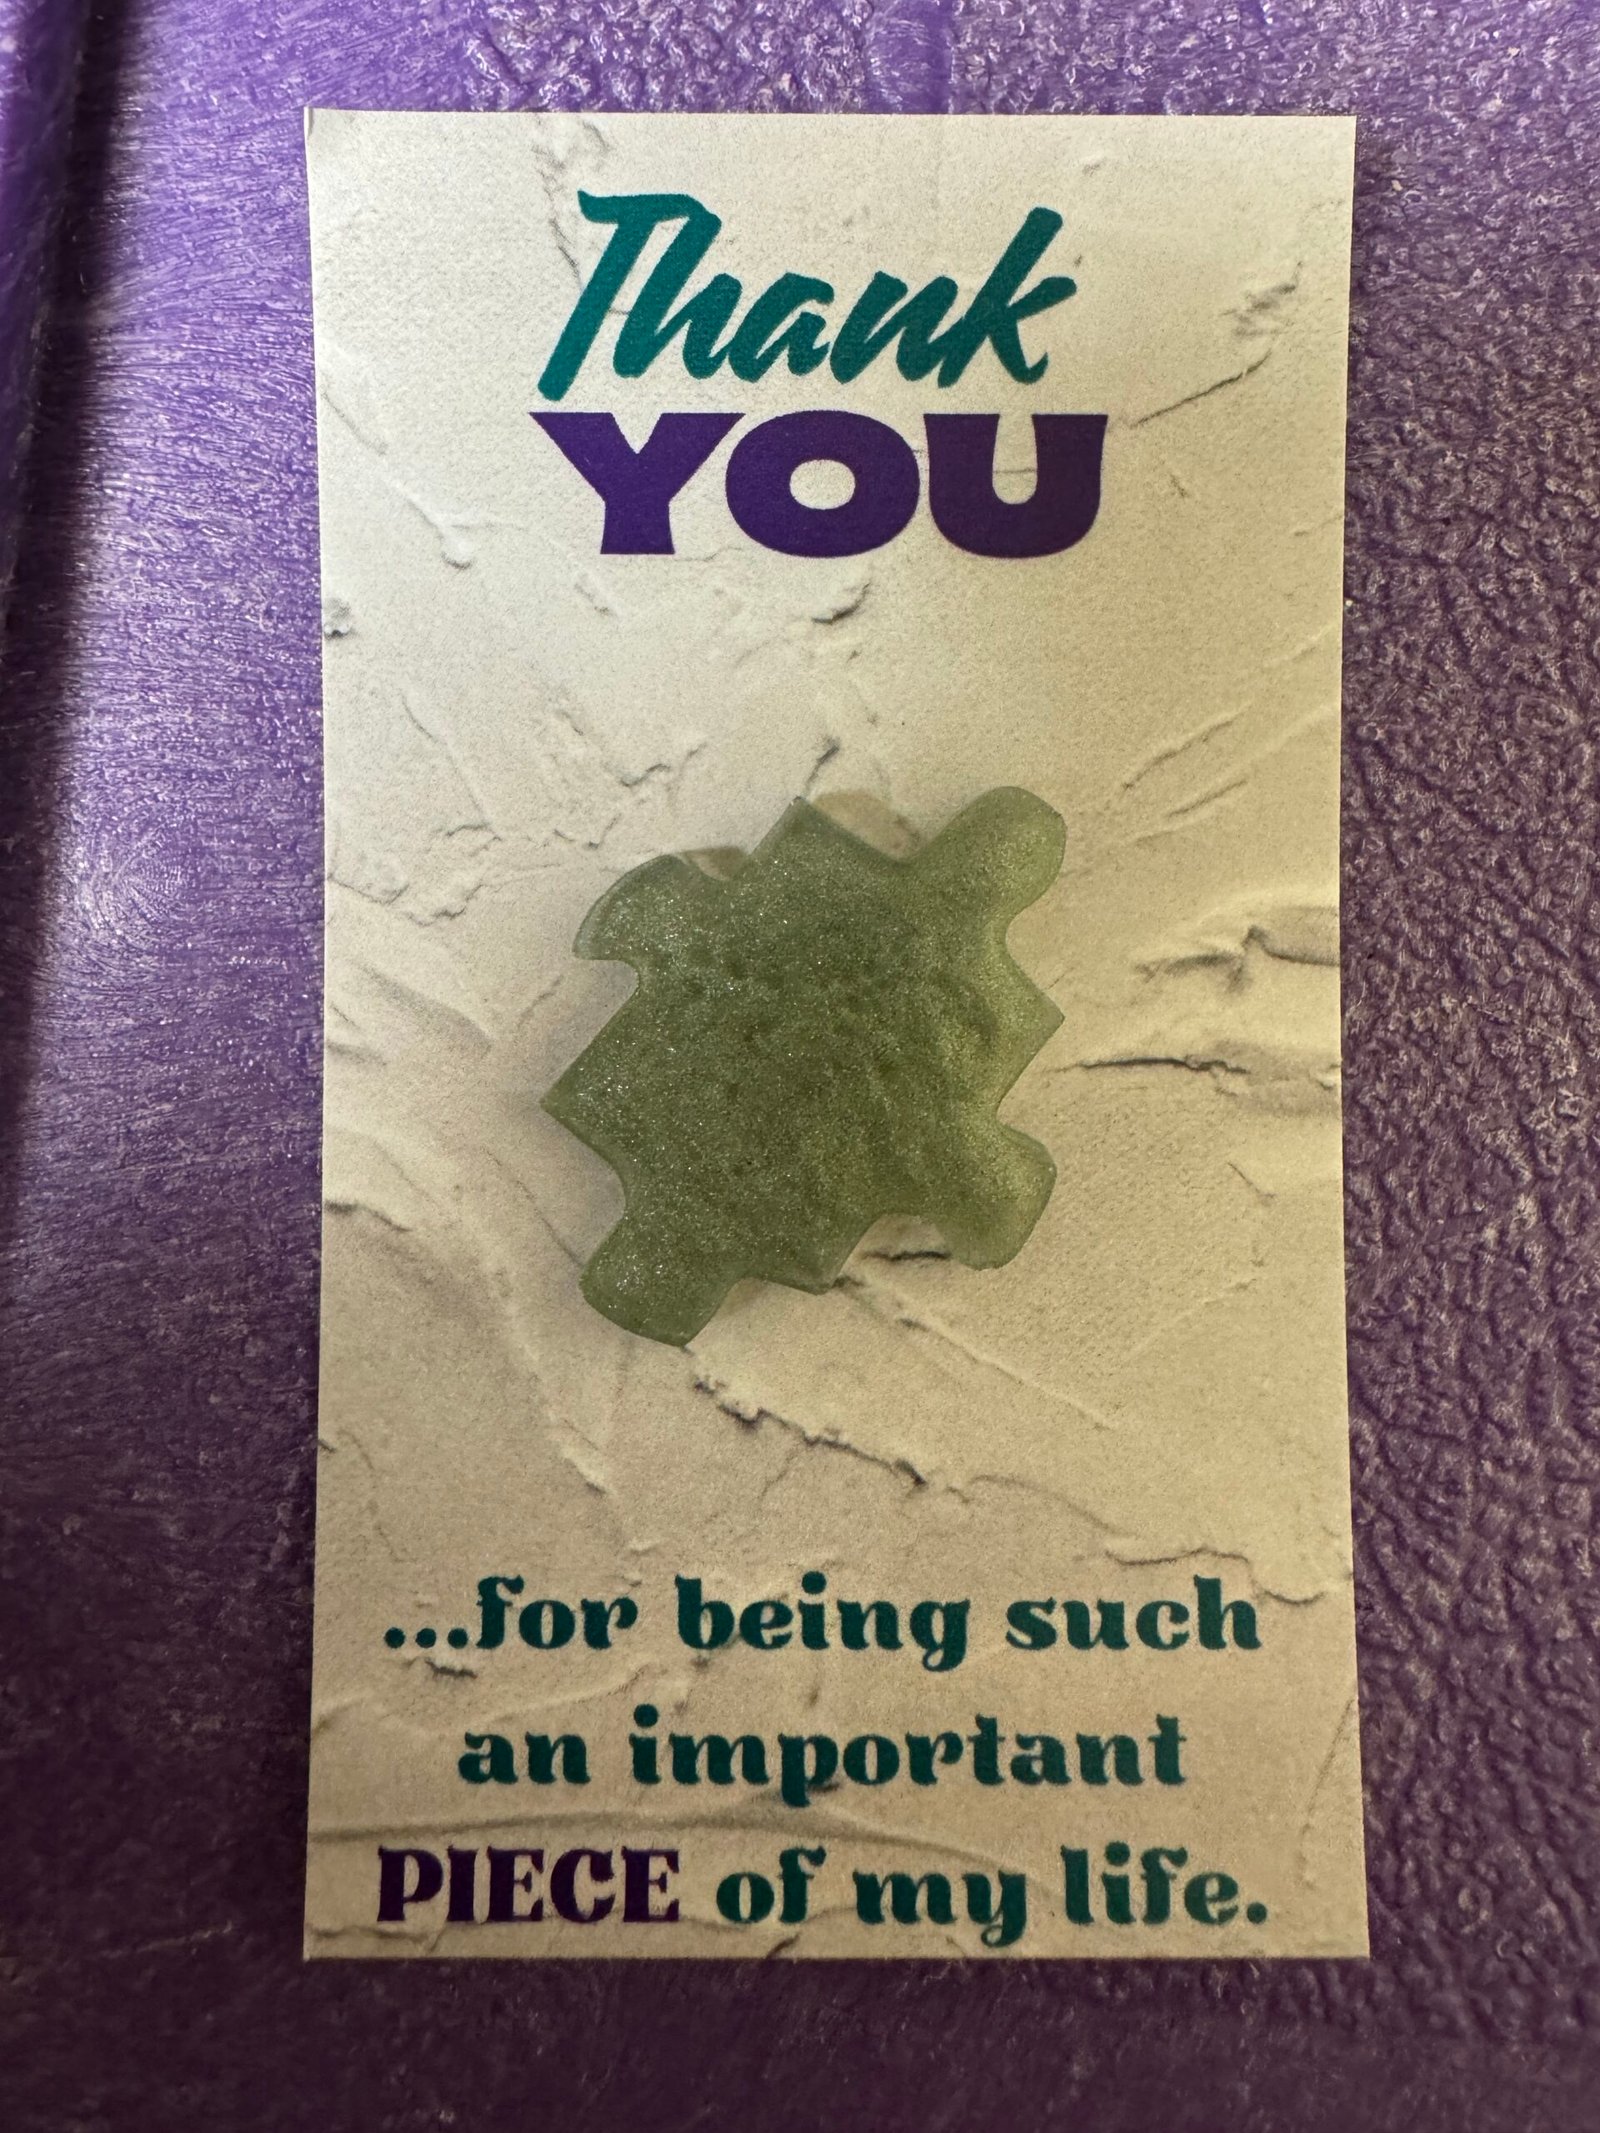 Thank
YOU
...for being such
an important
PIECE of my life.